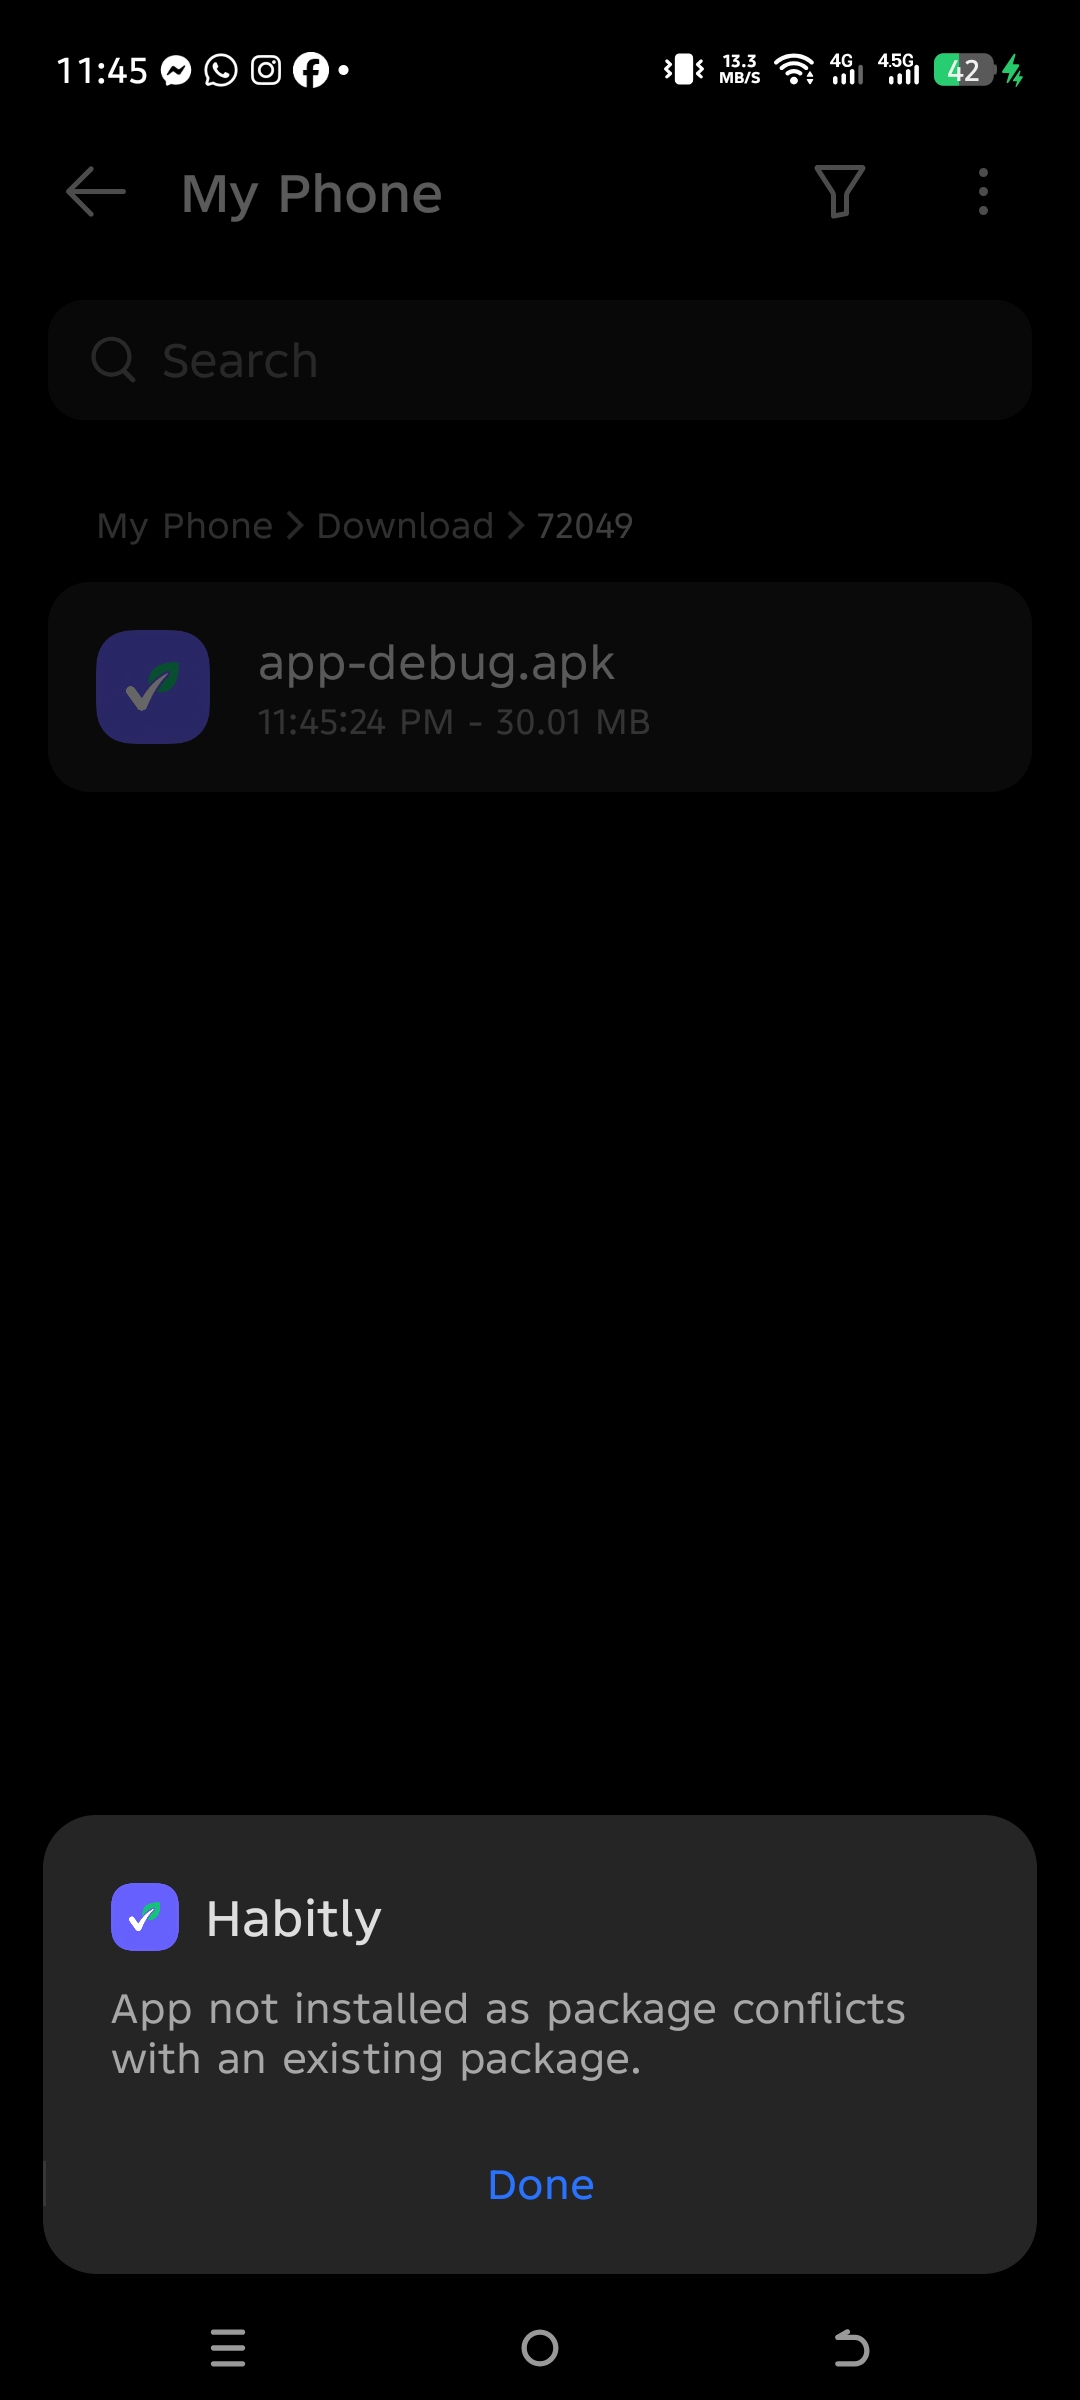 11:45
13.3
MB/S
4G
4.5G
42
My Phone
Search
My Phone
Download
72049
app-debug.apk
11:45:24 PM - 30.01 MB
Habitly
App not installed as package conflicts
with an existing package.
Done